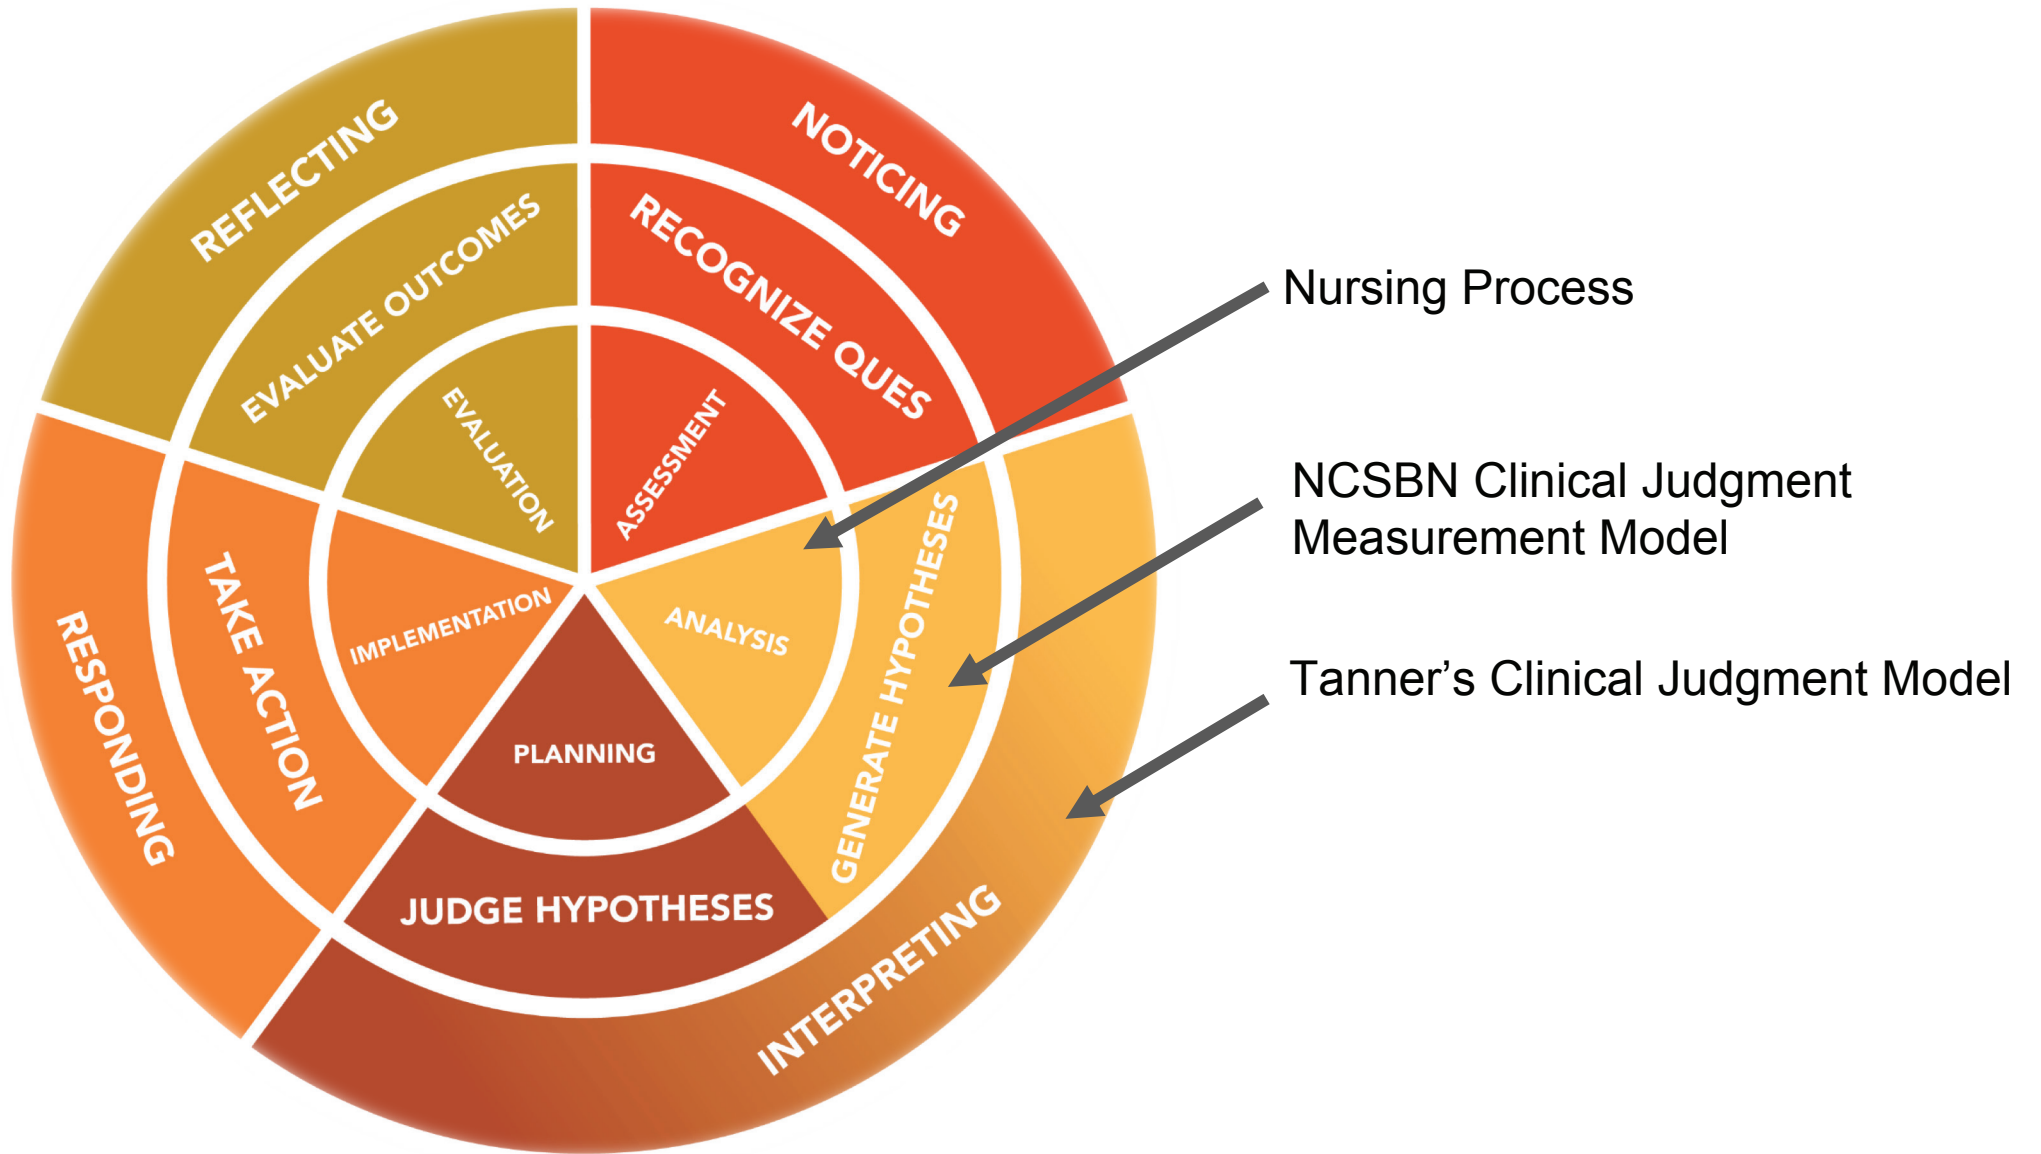 REFLECTING
NOTICING
EVALUATE OUTCOMES
RECOGNIZE QUES
EVALUATION
ASSESSMENT
Nursing Process
NCSBN Clinical Judgment
Measurement Model
Tanner’s Clinical Judgment Model
RESPONDING
TAKE ACTION
IMPLEMENTATION
ANALYSIS
GENERATE HYPOTHESES
PLANNING
JUDGE HYPOTHESES
INTERPRETING